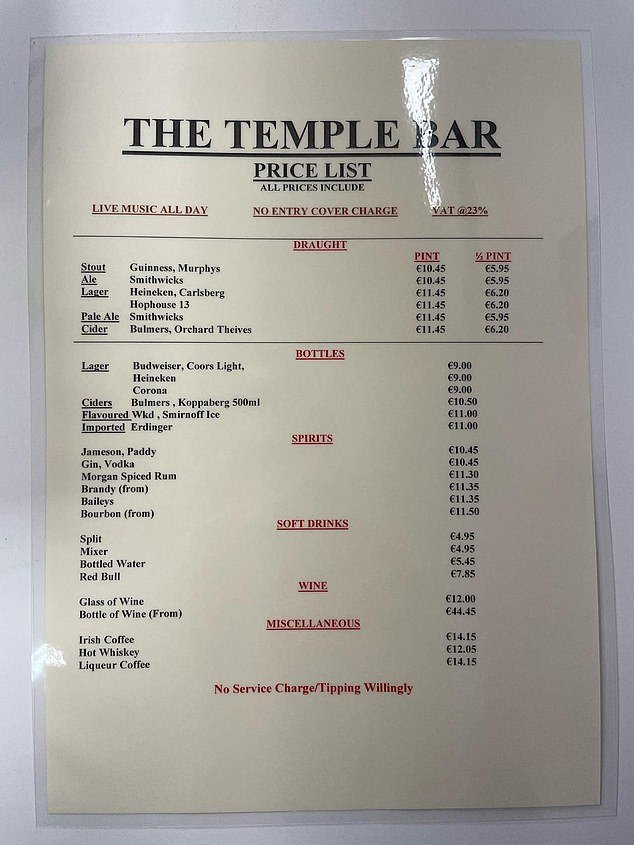 THE TEMPLE BAR
PRICE LIST
ALL PRICES INCLUDE
LIVE MUSIC ALL DAY NO ENTRY COVER CHARGE VAT @23%
DRAUGHT
PINT ½ PINT
Stout Guinness, Murphys €10.45 €5.95
Ale Smithwicks €10.45 €5.95
Lager Heineken, Carlsberg €11.45 €6.20
Hophouse 13 €11.45 €6.20
Pale Ale Smithwicks €11.45 €5.95
Cider Bulmers, Orchard Theives €11.45 €6.20
BOTTLES
Lager Budweiser, Coors Light, €9.00
Heineken €9.00
Corona €9.00
Ciders Bulmers , Koppaberg 500ml €10.50
Flavoured Wkd , Smirnoff Ice €11.00
Imported Erdinger €11.00
SPIRITS
Jameson, Paddy €10.45
Gin, Vodka €10.45
Morgan Spiced Rum €11.30
Brandy (from) €11.35
Baileys €11.35
Bourbon (from) €11.50
SOFT DRINKS
Split €4.95
Mixer €4.95
Bottled Water €5.45
Red Bull €7.85
WINE
Glass of Wine €12.00
Bottle of Wine (From) €44.45
MISCELLANEOUS
Irish Coffee €14.15
Hot Whiskey €12.05
Liqueur Coffee €14.15
No Service Charge/Tipping Willingly